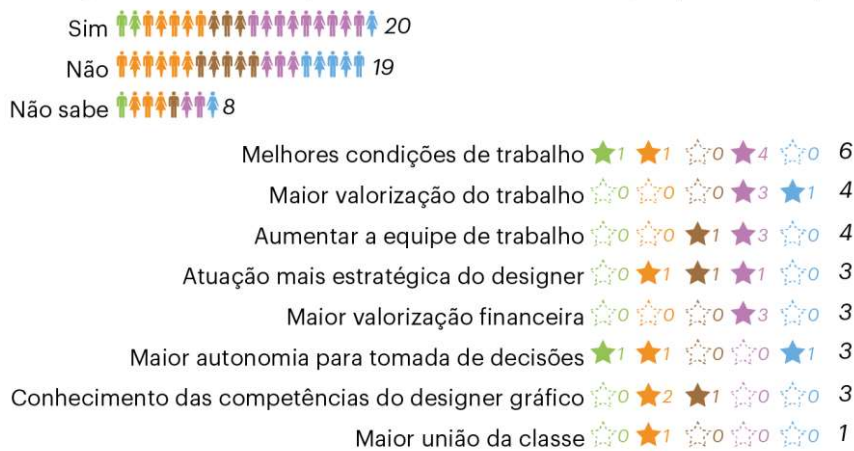 Sim 20
Não 19
Não sabe 8
Melhores condições de trabalho 1 1 0 4 0 6
Maior valorização do trabalho 0 0 0 3 1 4
Aumentar a equipe de trabalho 0 0 1 3 0 4
Atuação mais estratégica do designer 0 1 1 1 0 3
Maior valorização financeira 0 0 0 3 0 3
Maior autonomia para tomada de decisões 1 1 0 0 1 3
Conhecimento das competências do designer gráfico 0 2 1 0 0 3
Maior união da classe 0 1 0 0 0 1